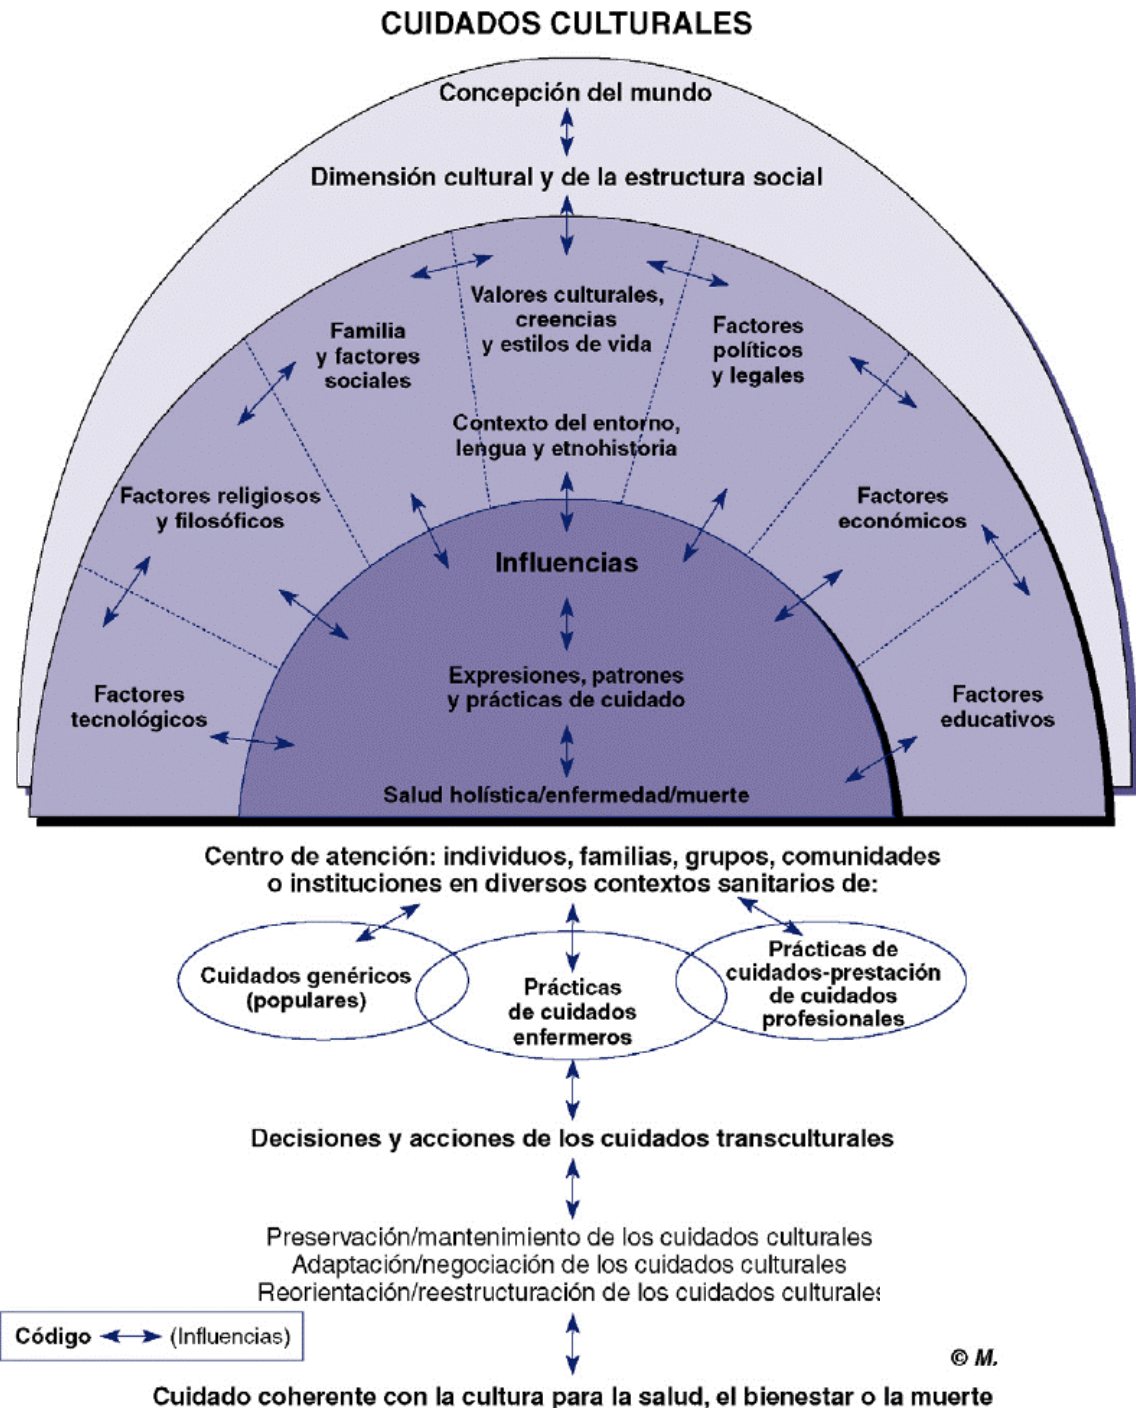 CUIDADOS CULTURALES
Concepción del mundo
Dimensión cultural y de la estructura social
Valores culturales,
creencias
y estilos de vida
Familia
y factores
sociales
Factores
políticos
y legales
Contexto del entorno,
lengua y etnohistoria
Factores religiosos
y filosóficos
Factores
económicos
Influencias
Expresiones, patrones
y prácticas de cuidado
Factores
tecnológicos
Factores
educativos
Salud holística/enfermedad/muerte
Centro de atención: individuos, familias, grupos, comunidades
o instituciones en diversos contextos sanitarios de:
Cuidados genéricos
(populares)
Prácticas
de cuidados
enfermeros
Prácticas de
cuidados-prestación
de cuidados
profesionales
Decisiones y acciones de los cuidados transculturales
Preservación/mantenimiento de los cuidados culturales
Adaptación/negociación de los cuidados culturales
Reorientación/reestructuración de los cuidados culturales
Código (Influencias)
© M.
Cuidado coherente con la cultura para la salud, el bienestar o la muerte